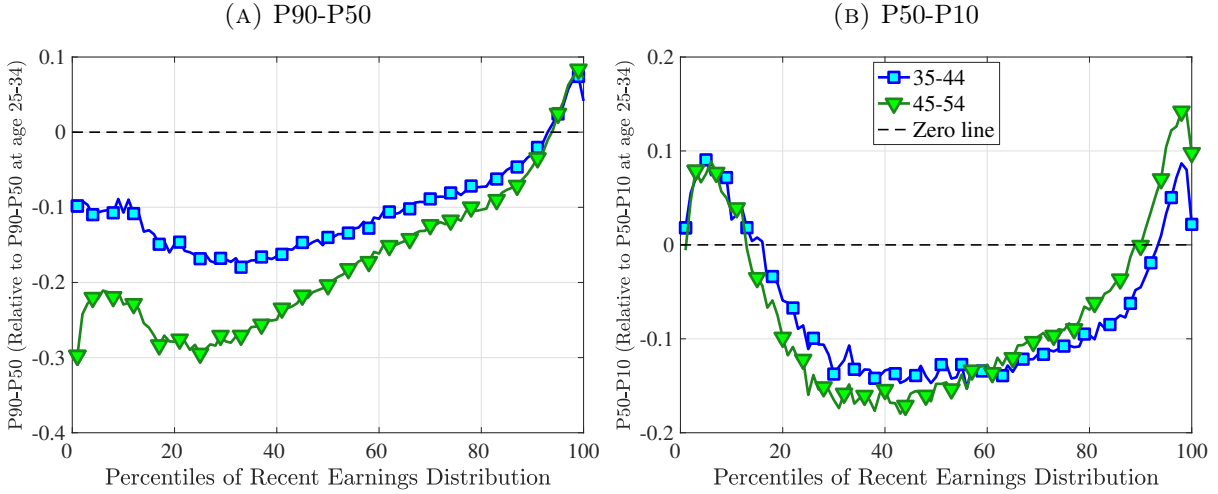 (A) P90-P50
P90-P50 (Relative to P90-P50 at age 25-34)
0.1
0
-0.1
-0.2
-0.3
-0.4
0 20 40 60 80 100
Percentiles of Recent Earnings Distribution
(B) P50-P10
P50-P10 (Relative to P50-P10 at age 25-34)
0.2
0.1
0
-0.1
-0.2
35-44
45-54
Zero line
0 20 40 60 80 100
Percentiles of Recent Earnings Distribution